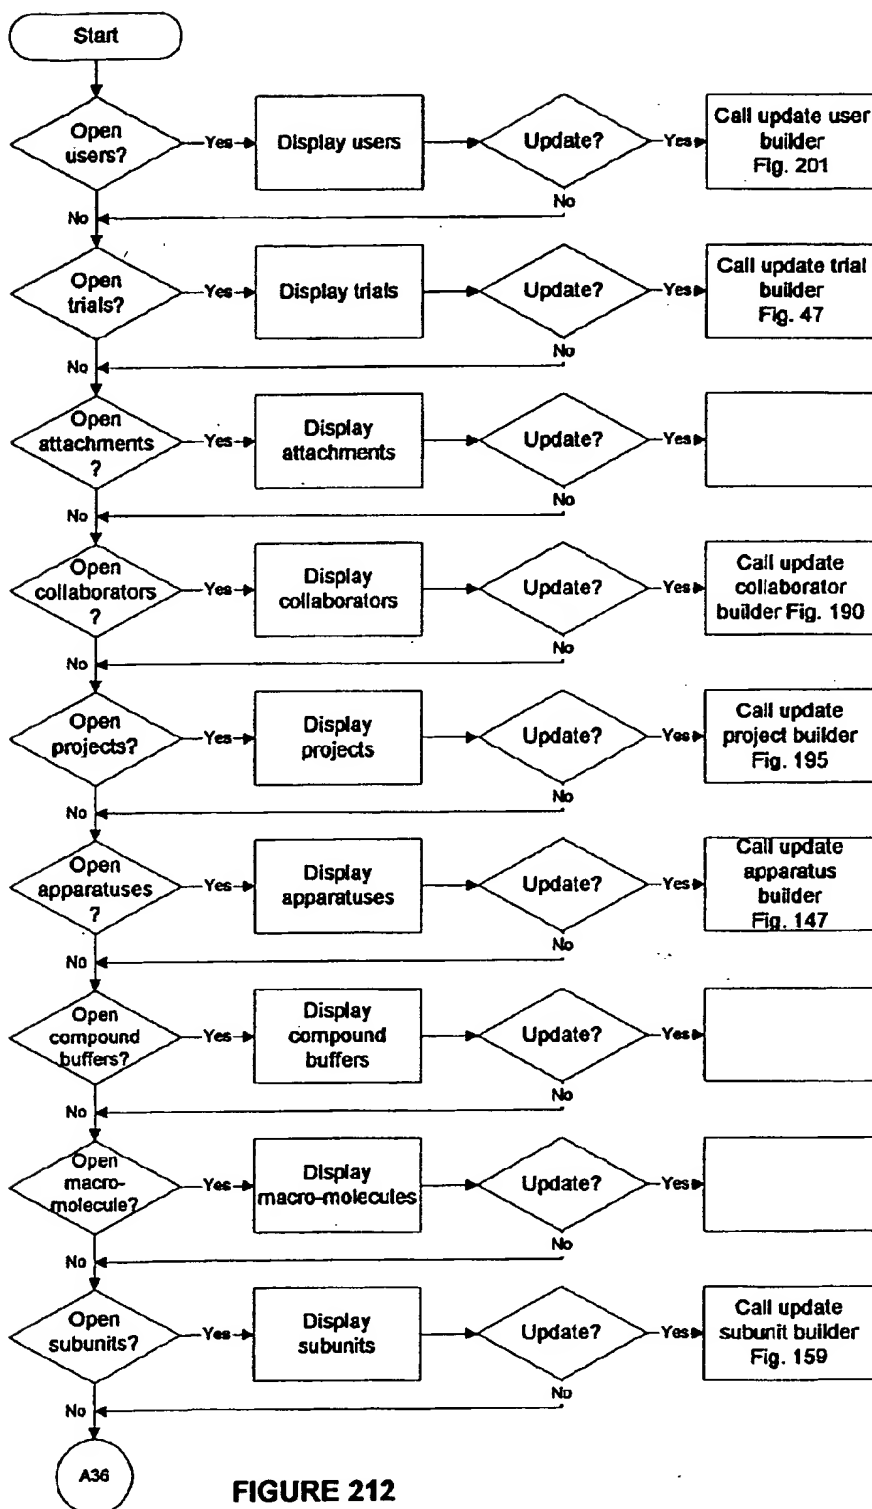 Start
Open
users?
Yes
Display users
Update?
Yes
Call update user
builder
Fig. 201
No
No
Open
trials?
Yes
Display trials
Update?
Yes
Call update trial
builder
Fig. 47
No
No
Open
attachments
?
Yes
Display
attachments
Update?
Yes
No
No
Open
collaborators
?
Yes
Display
collaborators
Update?
Yes
Call update
collaborator
builder Fig. 190
No
No
Open
projects?
Yes
Display
projects
Update?
Yes
Call update
project builder
Fig. 195
No
No
Open
apparatuses
?
Yes
Display
apparatuses
Update?
Yes
Call update
apparatus
builder
Fig. 147
No
No
Open
compound
buffers?
Yes
Display
compound
buffers
Update?
Yes
No
No
Open
macro-
molecule?
Yes
Display
macro-molecules
Update?
Yes
No
No
Open
subunits?
Yes
Display
subunits
Update?
Yes
Call update
subunit builder
Fig. 159
No
No
A36
FIGURE 212